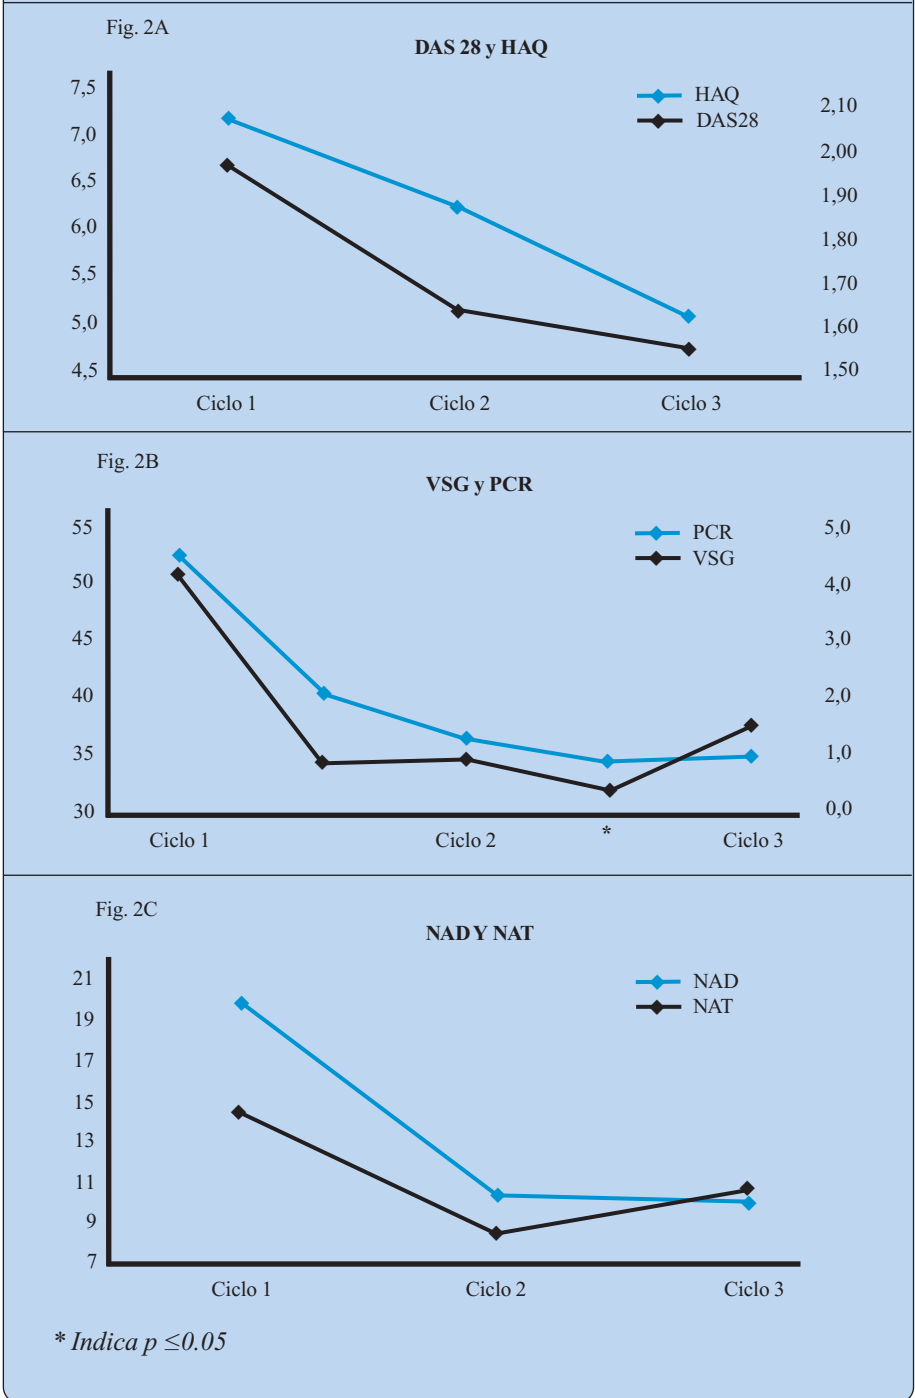 Fig. 2A
DAS 28 y HAQ
7,5
7,0
6,5
6,0
5,5
5,0
4,5
HAQ
DAS28
2,10
2,00
1,90
1,80
1,70
1,60
1,50
Ciclo 1 Ciclo 2 Ciclo 3
Fig. 2B
VSG y PCR
55
50
45
40
35
30
PCR
VSG
5,0
4,0
3,0
2,0
1,0
0,0
Ciclo 1 Ciclo 2 * Ciclo 3
Fig. 2C
NAD Y NAT
21
19
17
15
13
11
9
7
NAD
NAT
Ciclo 1 Ciclo 2 Ciclo 3
* Indica p ≤0.05